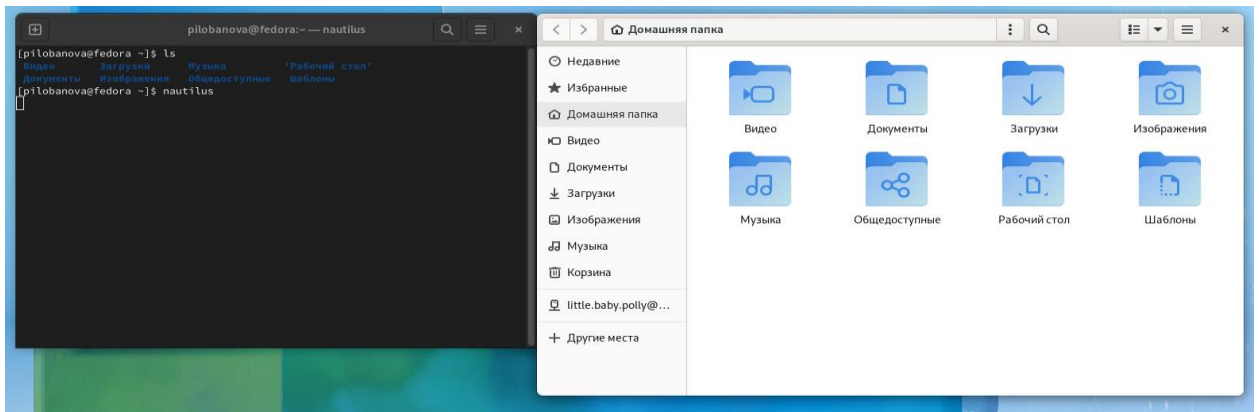 pilobanova@fedora:~ — nautilus
[pilobanova@fedora ~]$ ls
Видео Загрузки Музыка 'Рабочий стол'
Документы Изображения Общедоступные Шаблоны
[pilobanova@fedora ~]$ nautilus
Домашняя папка
Недавние
Избранные
Домашняя папка
Видео
Документы
Загрузки
Изображения
Музыка
Корзина
little.baby.polly@...
Другие места
Видео Документы Загрузки Изображения
Музыка Общедоступные Рабочий стол Шаблоны